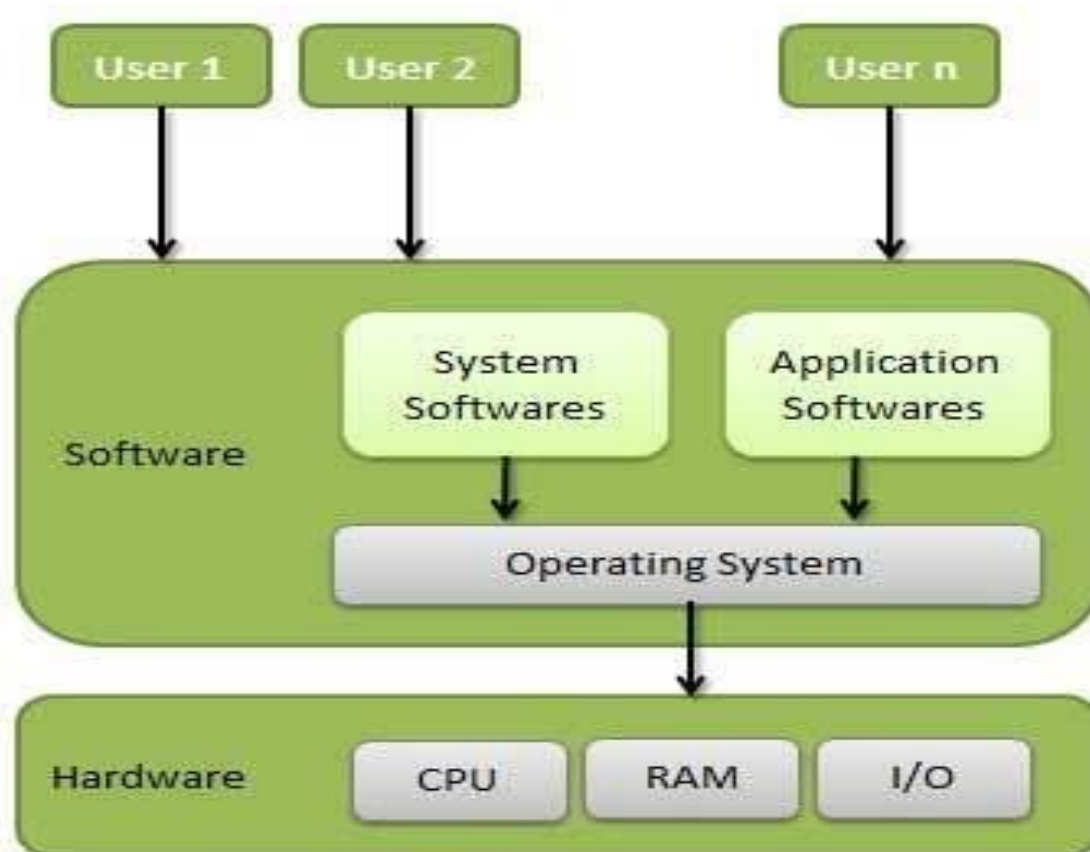 User 1
User 2
User n
System
Softwares
Application
Softwares
Software
Operating System
Hardware
CPU
RAM
I/O